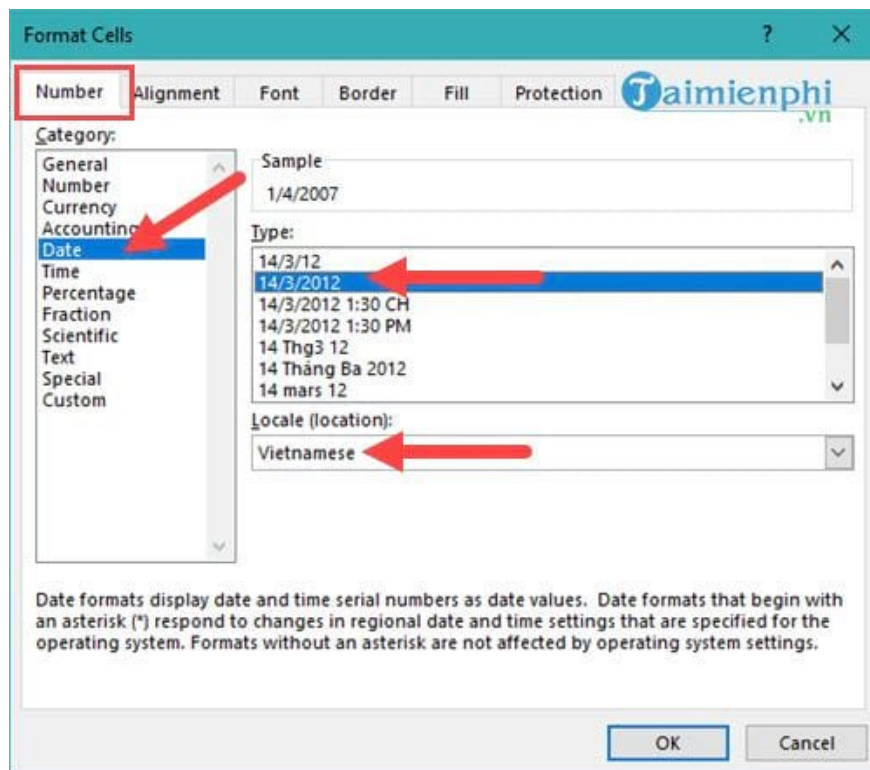 Format Cells
?
Number Alignment Font Border Fill Protection
Taimienphi
.vn
Category:
General
Number
Currency
Accounting
Date
Time
Percentage
Fraction
Scientific
Text
Special
Custom
Sample
1/4/2007
Type:
14/3/12
14/3/2012
14/3/2012 1:30 CH
14/3/2012 1:30 PM
14 Thg3 12
14 Tháng Ba 2012
14 mars 12
Locale (location):
Vietnamese
Date formats display date and time serial numbers as date values. Date formats that begin with
an asterisk (*) respond to changes in regional date and time settings that are specified for the
operating system. Formats without an asterisk are not affected by operating system settings.
OK Cancel